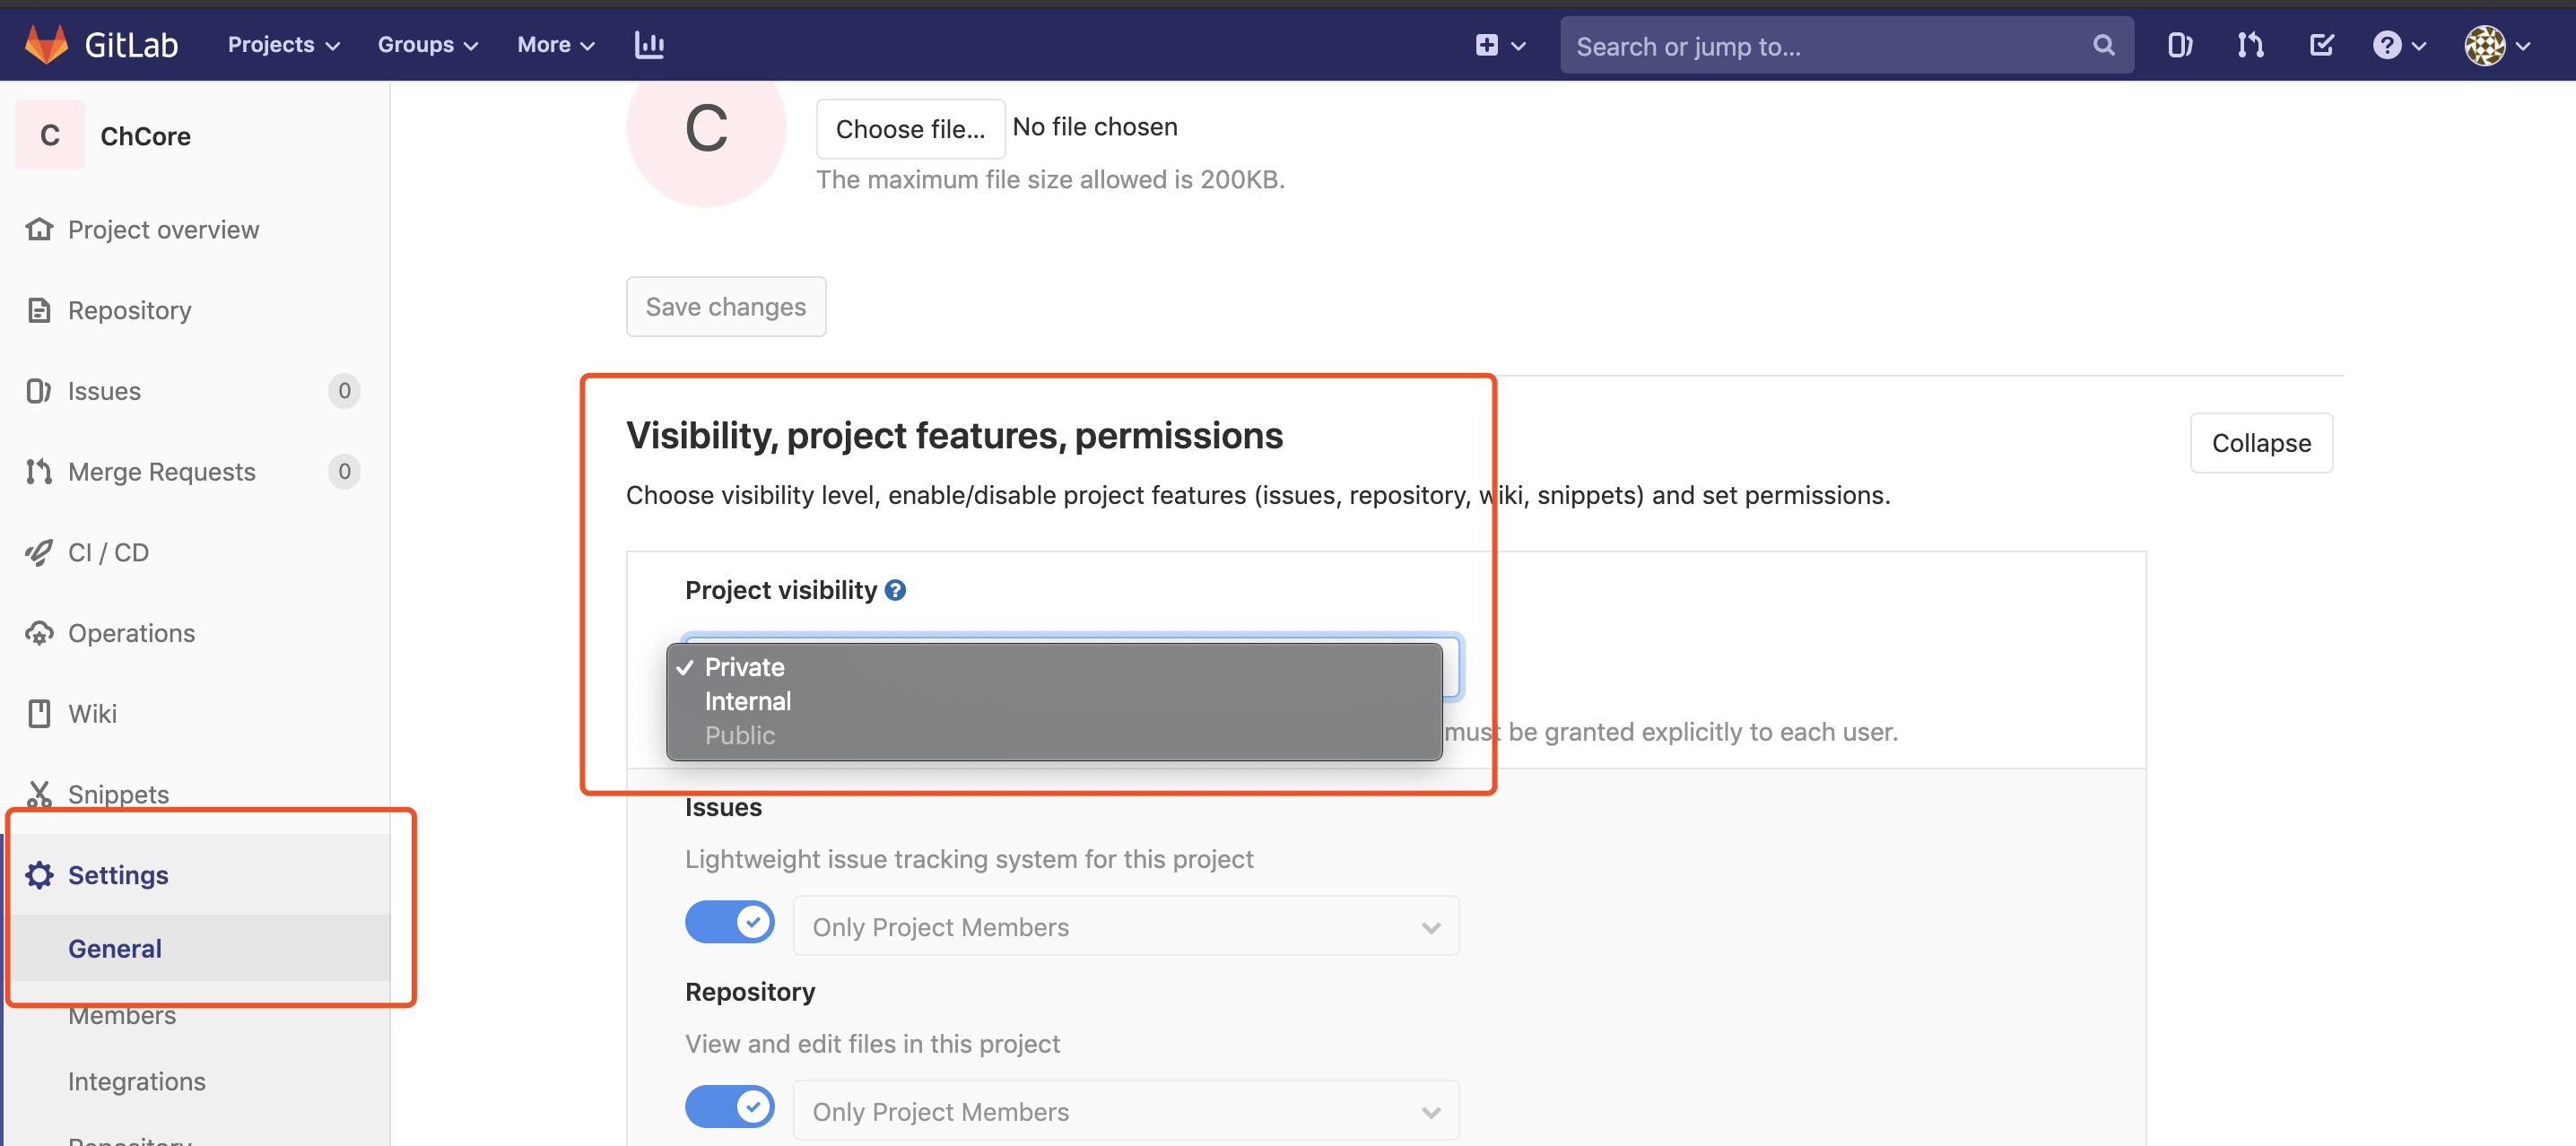 GitLab Projects Groups More Search or jump to...
C ChCore
Project overview
Repository
Issues 0
Merge Requests 0
CI / CD
Operations
Wiki
Snippets
Settings
General
Members
Integrations
Repository
C
Choose file... No file chosen
The maximum file size allowed is 200KB.
Save changes
Visibility, project features, permissions
Collapse
Choose visibility level, enable/disable project features (issues, repository, wiki, snippets) and set permissions.
Project visibility ?
✓ Private
Internal
Public
must be granted explicitly to each user.
Issues
Lightweight issue tracking system for this project
Only Project Members
Repository
View and edit files in this project
Only Project Members